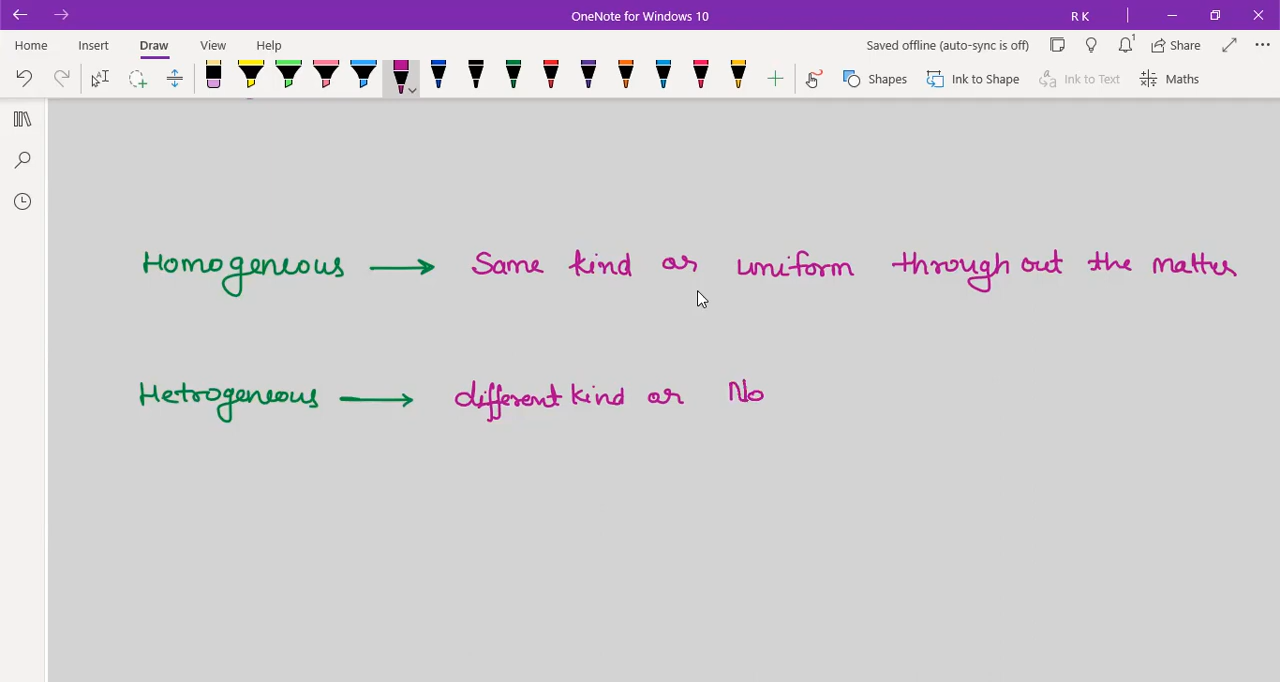 OneNote for Windows 10
R K
Home Insert Draw View Help
Saved offline (auto-sync is off)
1
Share
Shapes
Ink to Shape
Ink to Text
Maths
Homogeneous → Same kind or uniform through out the matter
Hetrogeneous → different kind or No